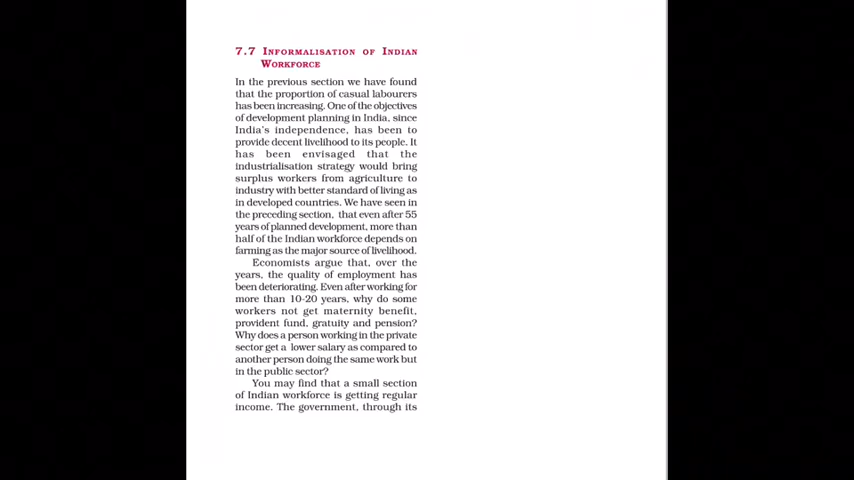 7.7 INFORMALISATION OF INDIAN
WORKFORCE
In the previous section we have found
that the proportion of casual labourers
has been increasing. One of the objectives
of development planning in India, since
India's independence, has been to
provide decent livelihood to its people. It
has been envisaged that the
industrialisation strategy would bring
surplus workers from agriculture to
industry with better standard of living as
in developed countries. We have seen in
the preceding section, that even after 55
years of planned development, more than
half of the Indian workforce depends on
farming as the major source of livelihood.
Economists argue that, over the
years, the quality of employment has
been deteriorating. Even after working for
more than 10-20 years, why do some
workers not get maternity benefit,
provident fund, gratuity and pension?
Why does a person working in the private
sector get a lower salary as compared to
another person doing the same work but
in the public sector?
You may find that a small section
of Indian workforce is getting regular
income. The government, through its